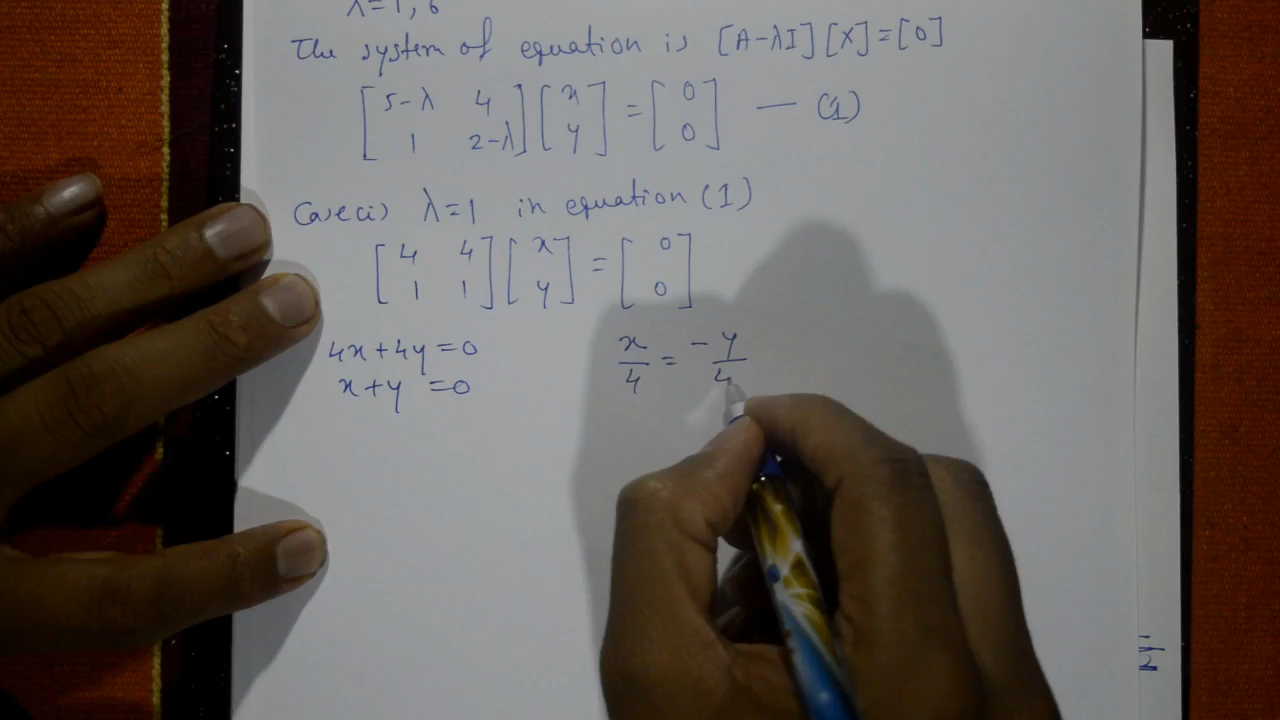 λ=1, 6
The system of equation is [A-λI][X]=[0]
[5-λ 4
1 2-λ] [x
y] = [0
0] — (1)
Case(i) λ=1 in equation (1)
[4 4
1 1] [x
y] = [0
0]
4x+4y=0
x+y =0
x/4 = -y/4